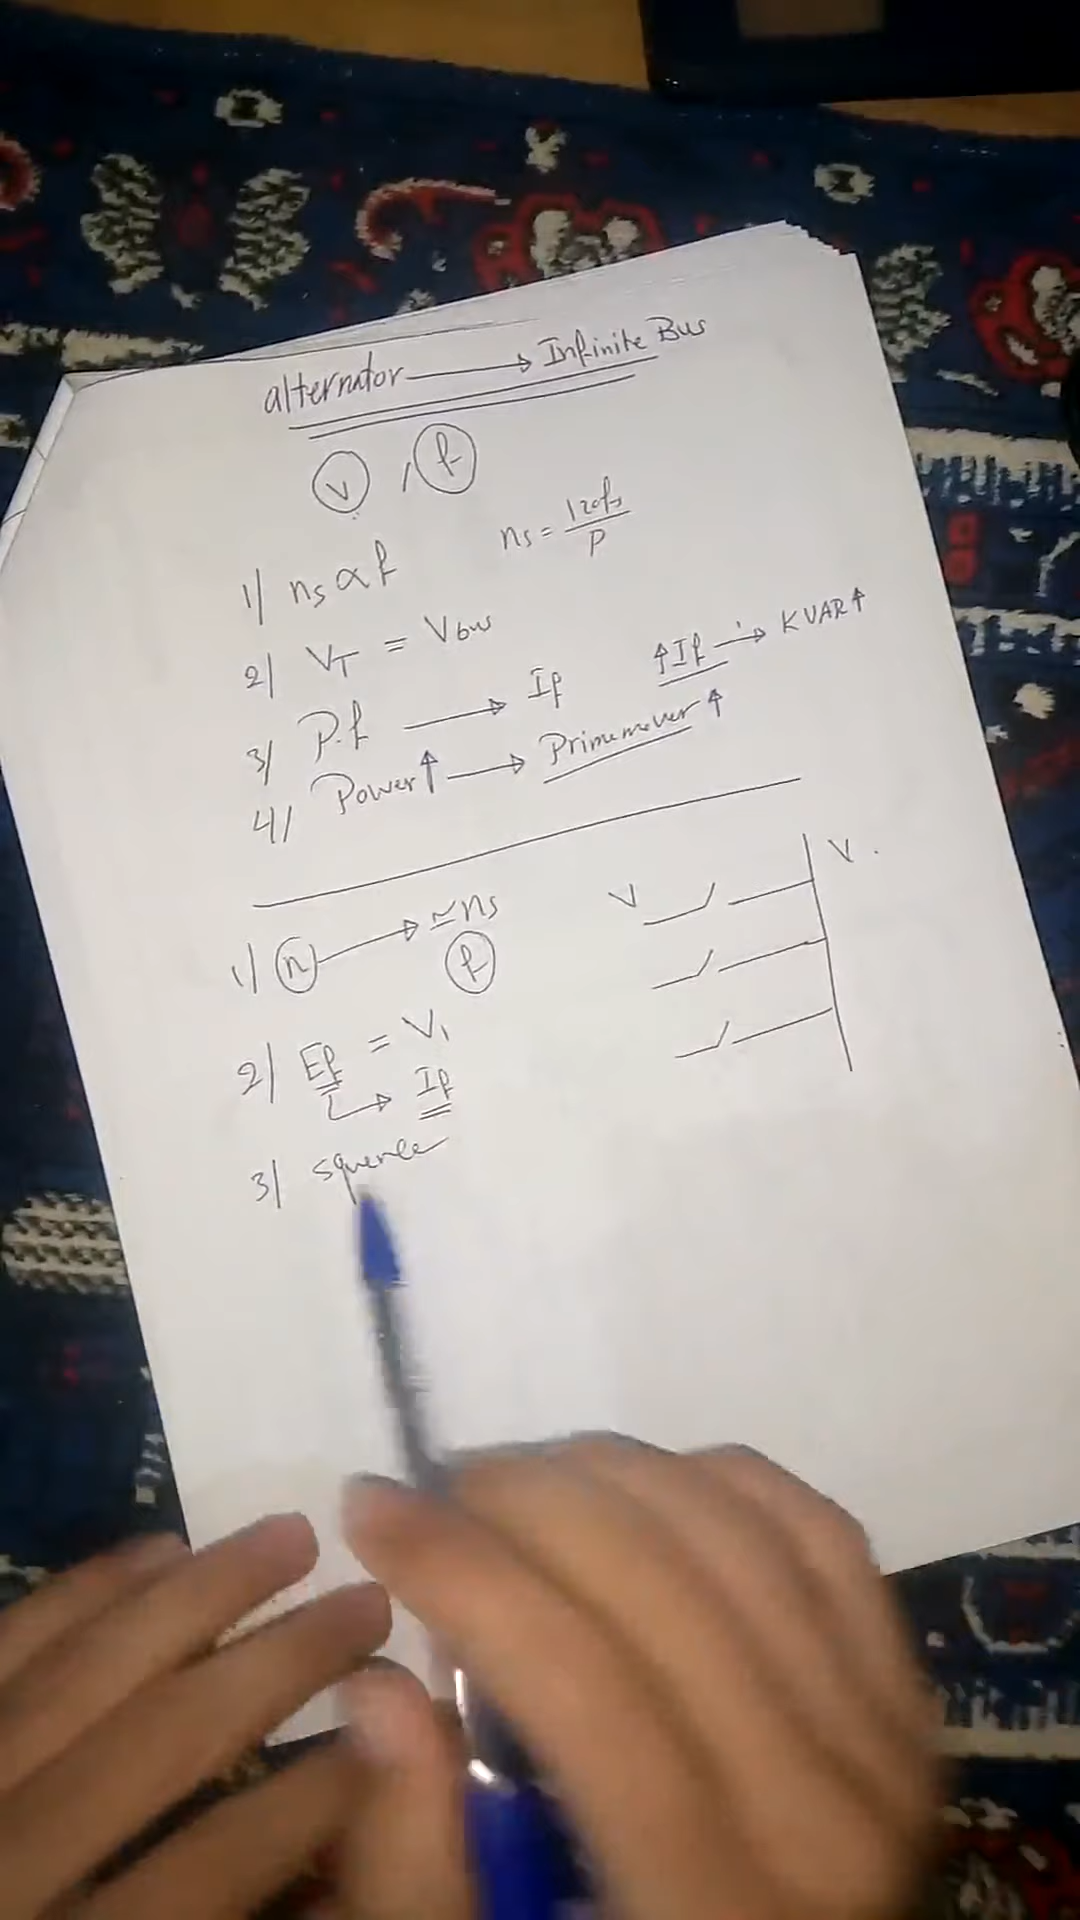 alternator → Infinite Bus
V , f
1/ ns ∝ f    ns = 120fs / P
2/ VT = Vbus
3/ P.f → If    ↑If → KVAR↑
4/ Power↑ → Primemover↑
1/ n → ≃ns
f
2/ Ef = V1
↳ If
3/ squence
V    V